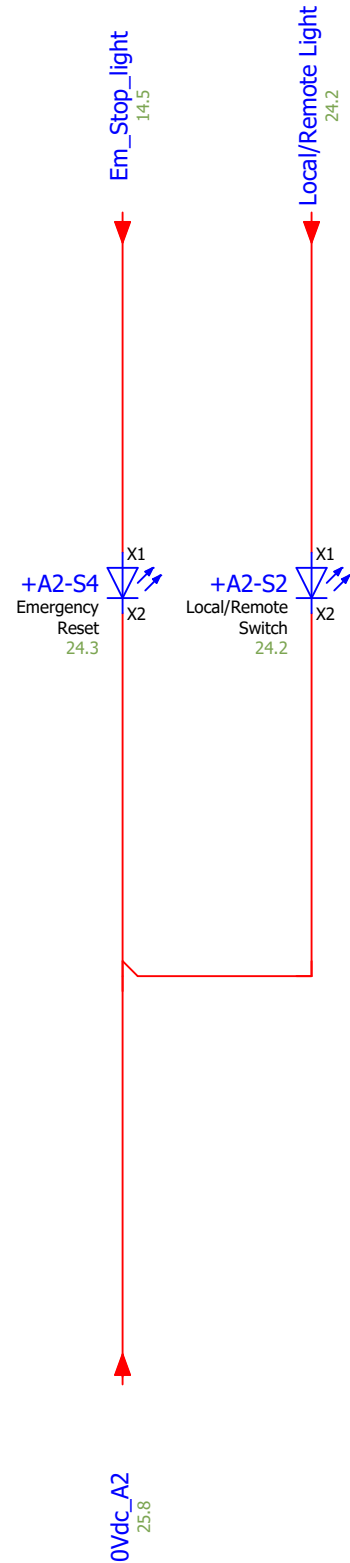 Em_Stop_light
14.5
Local/Remote Light
24.2
X1
+A2-S4
Emergency
Reset
24.3
X2
X1
+A2-S2
Local/Remote
Switch
24.2
X2
0Vdc_A2
25.8